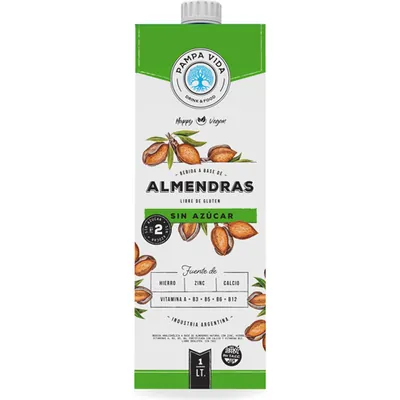 PAMPA VIDA
DRINK & FOOD
Happy Vegan!
BEBIDA A BASE DE
ALMENDRAS
LIBRE DE GLUTEN
SIN AZÚCAR
2
Fuente de
HIERRO ZINC CALCIO
VITAMINA A • B3 • B5 • B6 • B12
INDUSTRIA ARGENTINA
1
LT.
SIN T.A.C.C.